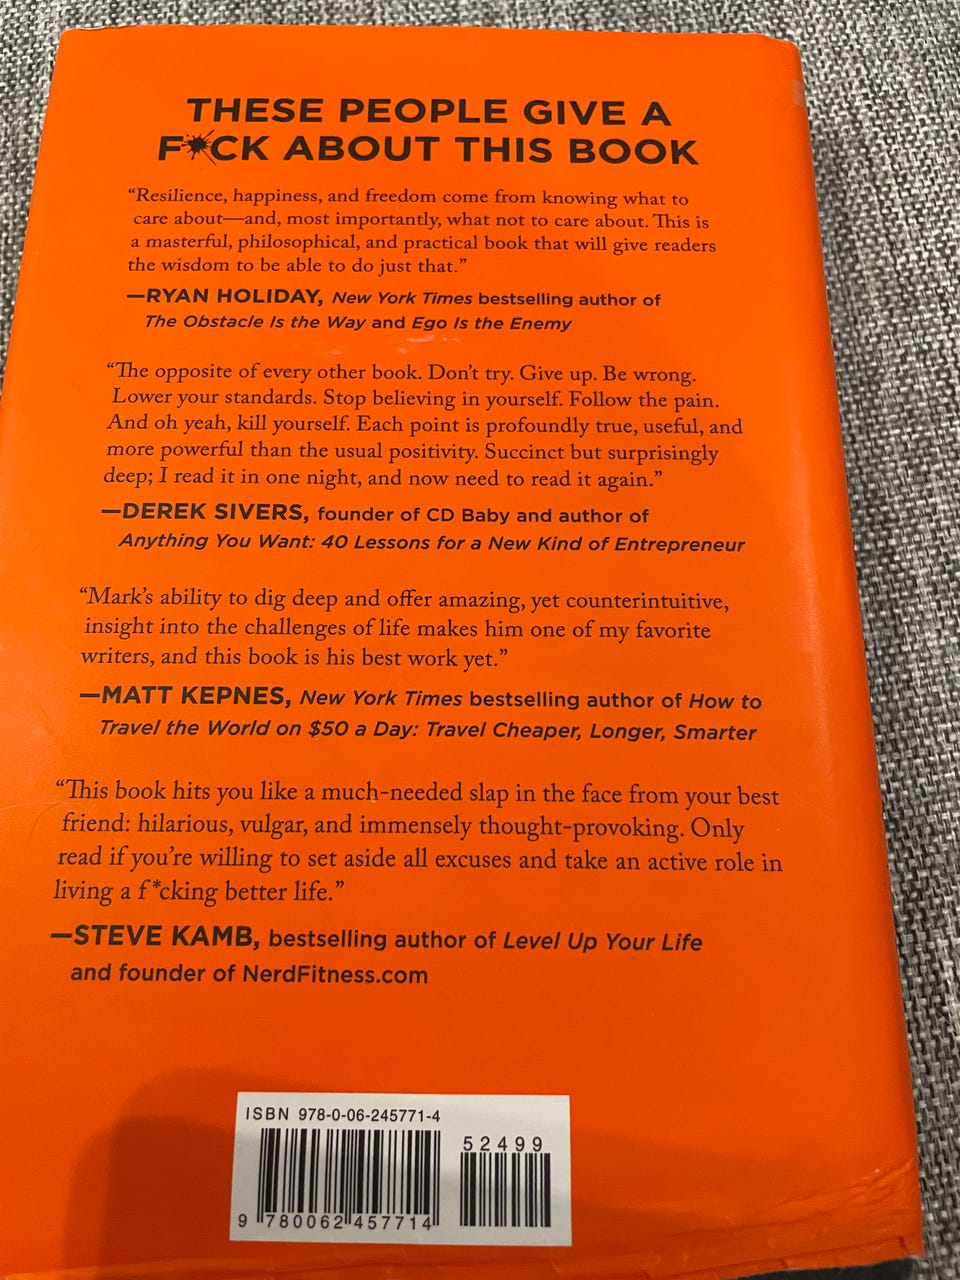 THESE PEOPLE GIVE A
F*CK ABOUT THIS BOOK
“Resilience, happiness, and freedom come from knowing what to
care about—and, most importantly, what not to care about. This is
a masterful, philosophical, and practical book that will give readers
the wisdom to be able to do just that.”
—RYAN HOLIDAY, New York Times bestselling author of
The Obstacle Is the Way and Ego Is the Enemy
“The opposite of every other book. Don’t try. Give up. Be wrong.
Lower your standards. Stop believing in yourself. Follow the pain.
And oh yeah, kill yourself. Each point is profoundly true, useful, and
more powerful than the usual positivity. Succinct but surprisingly
deep; I read it in one night, and now need to read it again.”
—DEREK SIVERS, founder of CD Baby and author of
Anything You Want: 40 Lessons for a New Kind of Entrepreneur
“Mark’s ability to dig deep and offer amazing, yet counterintuitive,
insight into the challenges of life makes him one of my favorite
writers, and this book is his best work yet.”
—MATT KEPNES, New York Times bestselling author of How to
Travel the World on $50 a Day: Travel Cheaper, Longer, Smarter
“This book hits you like a much-needed slap in the face from your best
friend: hilarious, vulgar, and immensely thought-provoking. Only
read if you’re willing to set aside all excuses and take an active role in
living a f*cking better life.”
—STEVE KAMB, bestselling author of Level Up Your Life
and founder of NerdFitness.com
ISBN 978-0-06-245771-4
52499
9 780062 457714